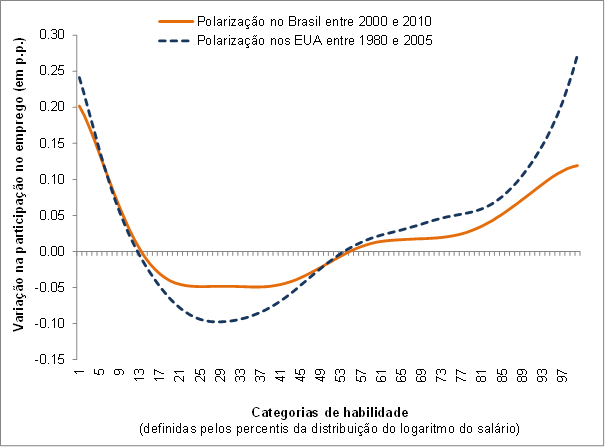 Polarização no Brasil entre 2000 e 2010
Polarização nos EUA entre 1980 e 2005
Variação na participação no emprego (em p.p.)
0.30
0.25
0.20
0.15
0.10
0.05
0.00
-0.05
-0.10
-0.15
1 5 9 13 17 21 25 29 33 37 41 45 49 53 57 61 65 69 73 77 81 85 89 93 97
Categorias de habilidade
(definidas pelos percentis da distribuição do logaritmo do salário)